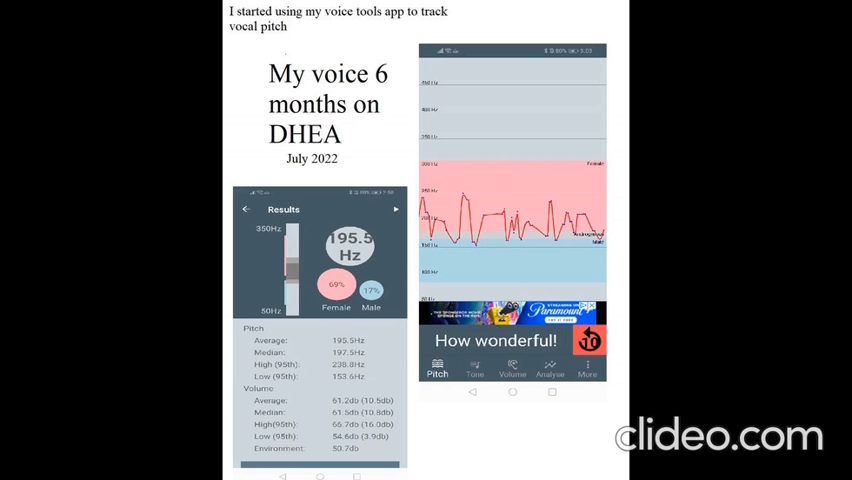 I started using my voice tools app to track
vocal pitch
My voice 6
months on
DHEA
July 2022
Results
350Hz
195.5
Hz
69%
17%
Female Male
50Hz
Pitch
Average: 195.5Hz
Median: 197.5Hz
High (95th): 238.8Hz
Low (95th): 153.6Hz
Volume
Average: 61.2db (10.5db)
Median: 61.5db (10.8db)
High(95th): 66.7db (16.0db)
Low (95th): 54.6db (3.9db)
Environment: 50.7db
Female
Male
Paramount+
How wonderful!
10
Pitch Tone Volume Analyse More
clideo.com